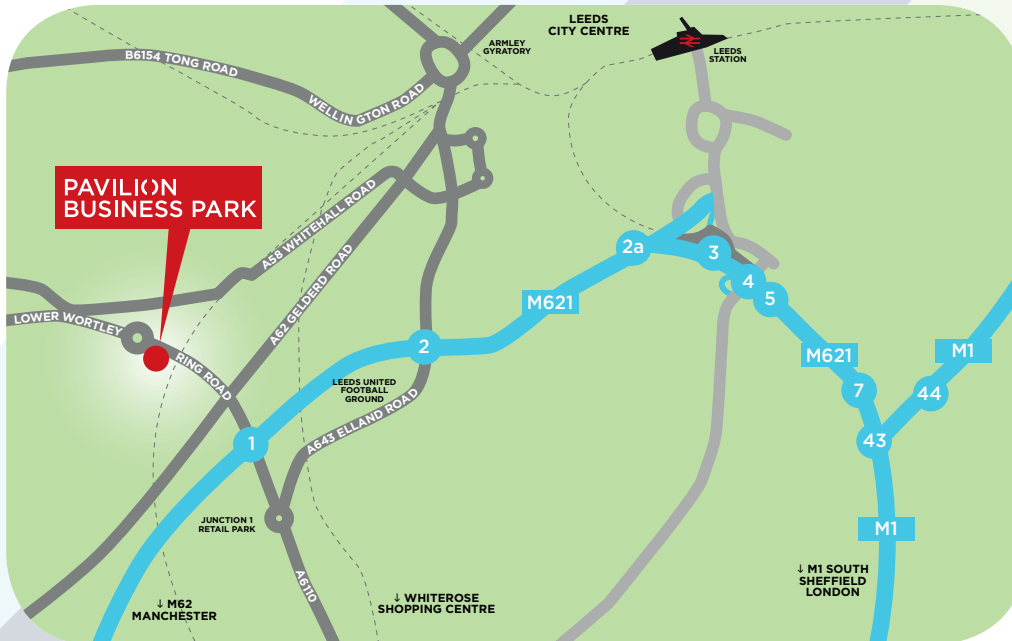 LEEDS
CITY CENTRE
ARMLEY
GYRATORY
LEEDS
STATION
B6154 TONG ROAD
WELLIN GTON ROAD
PAVILION
BUSINESS PARK
A58 WHITEHALL ROAD
A62 GELDERD ROAD
2a
3
4
5
M621
LOWER WORTLEY
RING ROAD
2
M621
M1
LEEDS UNITED
FOOTBALL
GROUND
7
44
A643 ELLAND ROAD
1
43
JUNCTION 1
RETAIL PARK
M1
A6110
↓ M62
MANCHESTER
↓ WHITEROSE
SHOPPING CENTRE
↓ M1 SOUTH
SHEFFIELD
LONDON